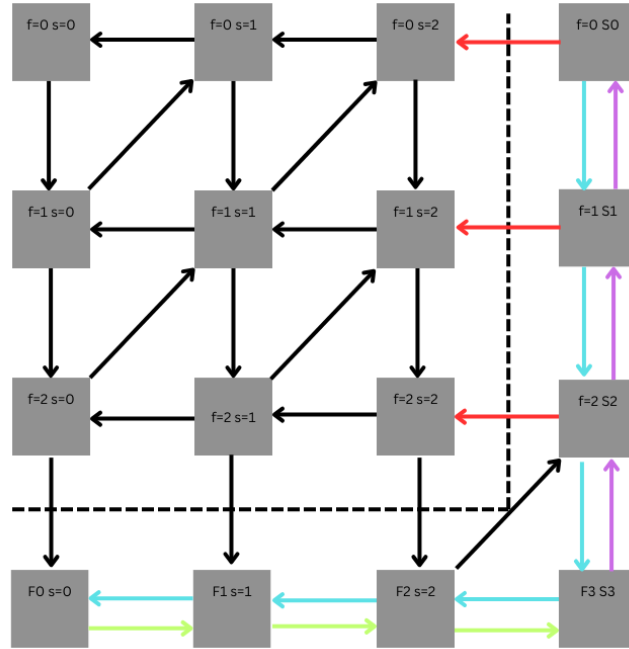 f=0 s=0
f=0 s=1
f=0 s=2
f=0 S0
f=1 s=0
f=1 s=1
f=1 s=2
f=1 S1
f=2 s=0
f=2 s=1
f=2 s=2
f=2 S2
F0 s=0
F1 s=1
F2 s=2
F3 S3